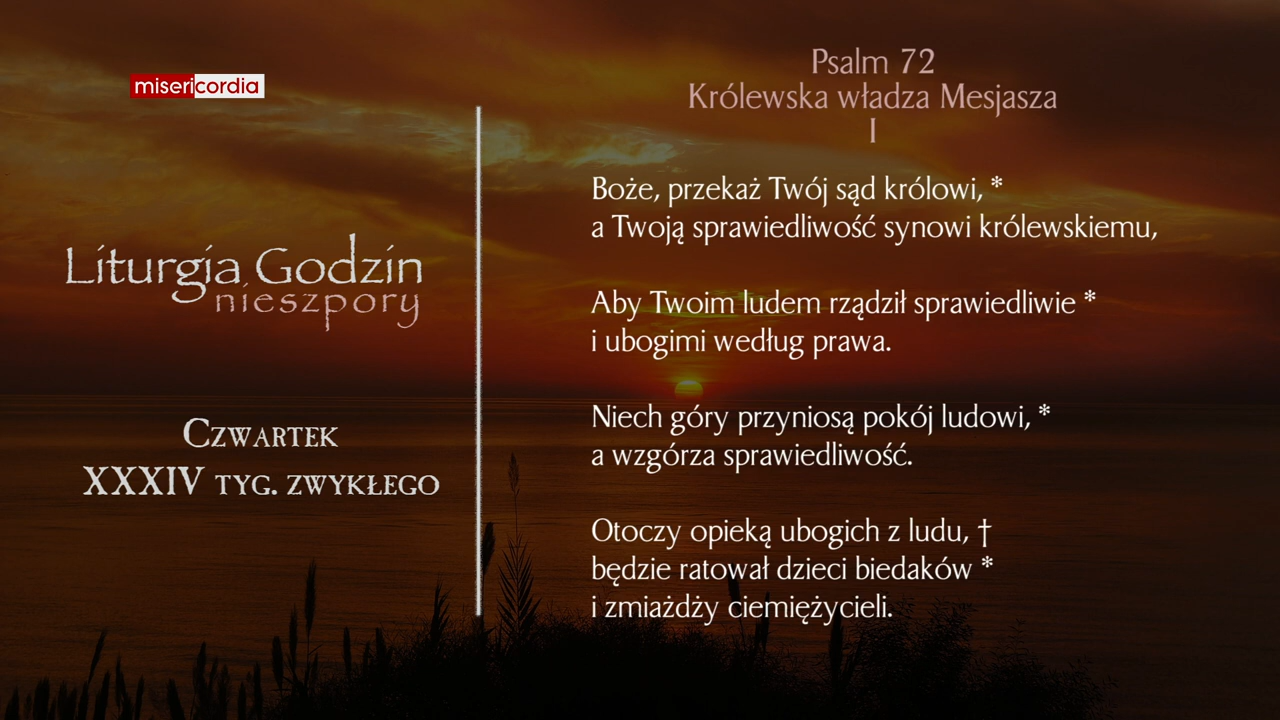 misericordia
Liturgia Godzin
nieszpory
Czwartek
XXXIV tyg. zwykłego
Psalm 72
Królewska władza Mesjasza
I
Boże, przekaż Twój sąd królowi, *
a Twoją sprawiedliwość synowi królewskiemu,
Aby Twoim ludem rządził sprawiedliwie *
i ubogimi według prawa.
Niech góry przyniosą pokój ludowi, *
a wzgórza sprawiedliwość.
Otoczy opieką ubogich z ludu, †
będzie ratował dzieci biedaków *
i zmiażdży ciemiężycieli.